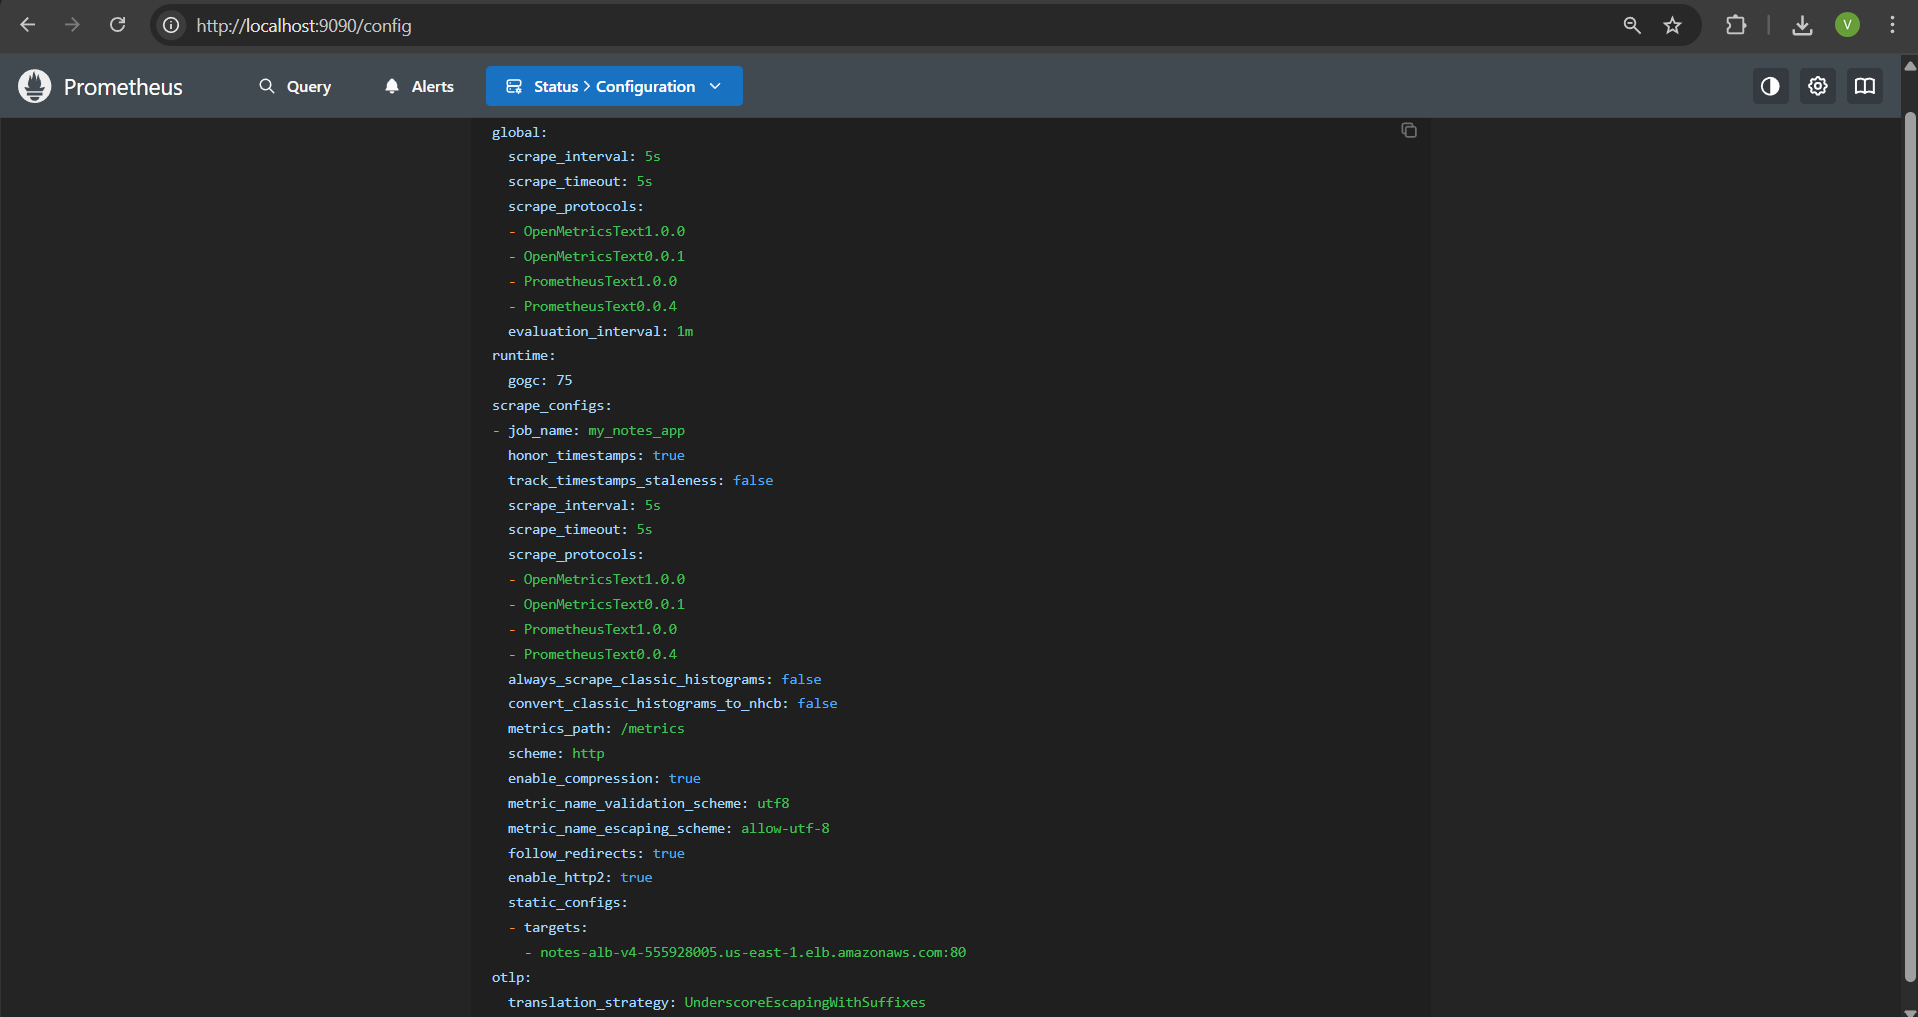 http://localhost:9090/config
V
Prometheus
Query
Alerts
Status > Configuration
global:
  scrape_interval: 5s
  scrape_timeout: 5s
  scrape_protocols:
  - OpenMetricsText1.0.0
  - OpenMetricsText0.0.1
  - PrometheusText1.0.0
  - PrometheusText0.0.4
  evaluation_interval: 1m
runtime:
  gogc: 75
scrape_configs:
- job_name: my_notes_app
  honor_timestamps: true
  track_timestamps_staleness: false
  scrape_interval: 5s
  scrape_timeout: 5s
  scrape_protocols:
  - OpenMetricsText1.0.0
  - OpenMetricsText0.0.1
  - PrometheusText1.0.0
  - PrometheusText0.0.4
  always_scrape_classic_histograms: false
  convert_classic_histograms_to_nhcb: false
  metrics_path: /metrics
  scheme: http
  enable_compression: true
  metric_name_validation_scheme: utf8
  metric_name_escaping_scheme: allow-utf-8
  follow_redirects: true
  enable_http2: true
  static_configs:
  - targets:
    - notes-alb-v4-555928005.us-east-1.elb.amazonaws.com:80
otlp:
  translation_strategy: UnderscoreEscapingWithSuffixes